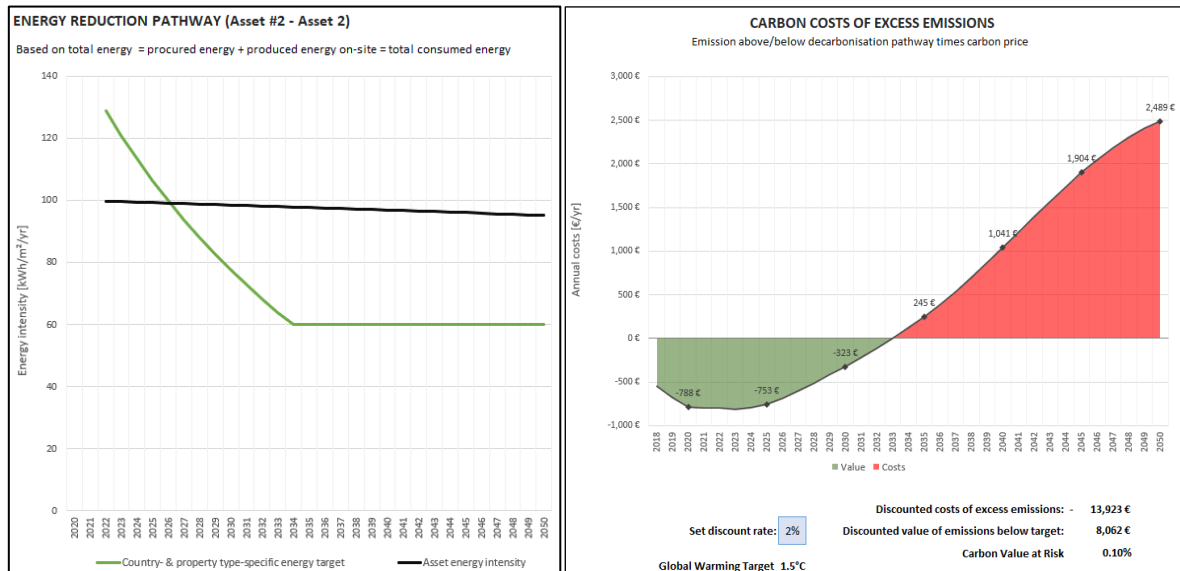 ENERGY REDUCTION PATHWAY (Asset #2 - Asset 2)
Based on total energy = procured energy + produced energy on-site = total consumed energy
Energy intensity [kWh/m²/yr]
140
120
100
80
60
40
20
0
2020 2021 2022 2023 2024 2025 2026 2027 2028 2029 2030 2031 2032 2033 2034 2035 2036 2037 2038 2039 2040 2041 2042 2043 2044 2045 2046 2047 2048 2049 2050
Country- & property type-specific energy target Asset energy intensity
CARBON COSTS OF EXCESS EMISSIONS
Emission above/below decarbonisation pathway times carbon price
Annual costs [€/yr]
3,000 €
2,500 €
2,000 €
1,500 €
1,000 €
500 €
0 €
-500 €
-1,000 €
-788 €
-753 €
-323 €
245 €
1,041 €
1,904 €
2,489 €
2018 2019 2020 2021 2022 2023 2024 2025 2026 2027 2028 2029 2030 2031 2032 2033 2034 2035 2036 2037 2038 2039 2040 2041 2042 2043 2044 2045 2046 2047 2048 2049 2050
Value Costs
Discounted costs of excess emissions: - 13,923 €
Set discount rate: 2% Discounted value of emissions below target: 8,062 €
Carbon Value at Risk 0.10%
Global Warming Target 1.5°C